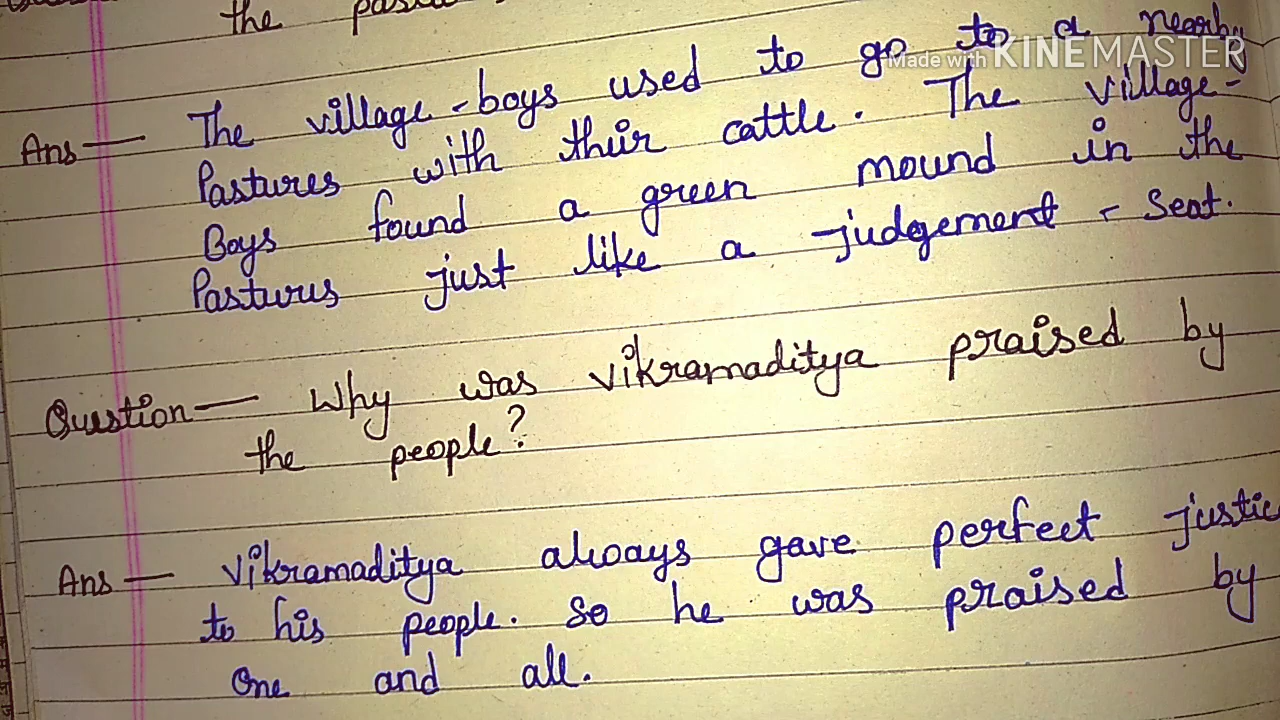 the
Made with KINEMASTER
Ans — The village-boys used to go to a nearby
Pastures with their cattle. The village-
Boys found a green mound in the
Pastures just like a judgement - Seat.
Question — Why was vikramaditya praised by
the people?
Ans — vikramaditya always gave perfect justice
to his people. So he was praised by
One and all.